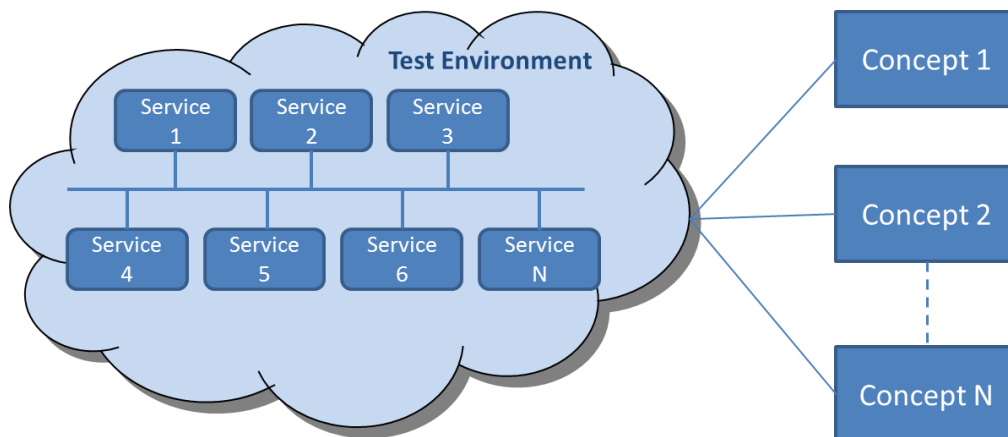 Test Environment
Service
1
Service
2
Service
3
Service
4
Service
5
Service
6
Service
N
Concept 1
Concept 2
Concept N